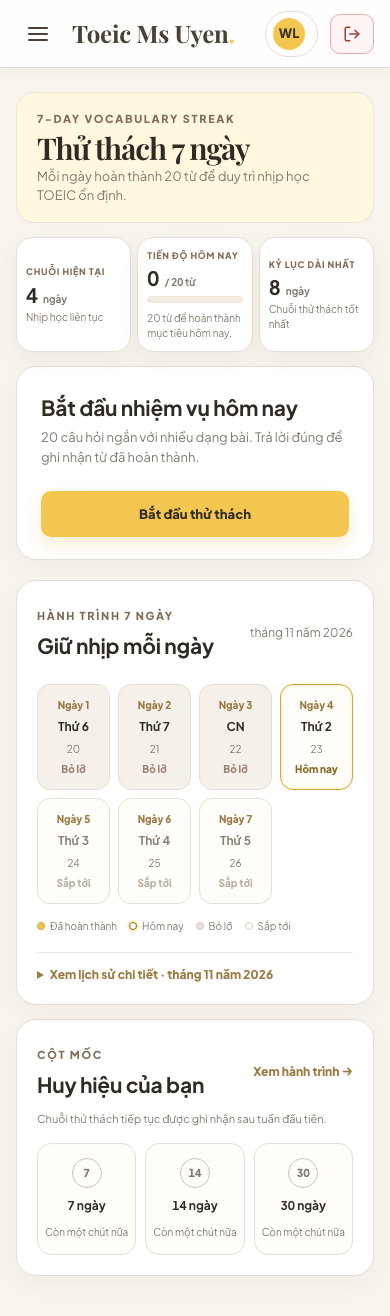 Toeic Ms Uyen.
WL
7-DAY VOCABULARY STREAK
Thử thách 7 ngày
Mỗi ngày hoàn thành 20 từ để duy trì nhịp học
TOEIC ổn định.
CHUỖI HIỆN TẠI
4 ngày
Nhịp học liên tục
TIẾN ĐỘ HÔM NAY
0 / 20 từ
20 từ để hoàn thành
mục tiêu hôm nay.
KỶ LỤC DÀI NHẤT
8 ngày
Chuỗi thử thách tốt
nhất
Bắt đầu nhiệm vụ hôm nay
20 câu hỏi ngắn với nhiều dạng bài. Trả lời đúng để
ghi nhận từ đã hoàn thành.
Bắt đầu thử thách
HÀNH TRÌNH 7 NGÀY
Giữ nhịp mỗi ngày
tháng 11 năm 2026
Ngày 1
Thứ 6
20
Bỏ lỡ
Ngày 2
Thứ 7
21
Bỏ lỡ
Ngày 3
CN
22
Bỏ lỡ
Ngày 4
Thứ 2
23
Hôm nay
Ngày 5
Thứ 3
24
Sắp tới
Ngày 6
Thứ 4
25
Sắp tới
Ngày 7
Thứ 5
26
Sắp tới
Đã hoàn thành Hôm nay Bỏ lỡ Sắp tới
Xem lịch sử chi tiết · tháng 11 năm 2026
CỘT MỐC
Huy hiệu của bạn
Xem hành trình →
Chuỗi thử thách tiếp tục được ghi nhận sau tuần đầu tiên.
7
7 ngày
Còn một chút nữa
14
14 ngày
Còn một chút nữa
30
30 ngày
Còn một chút nữa